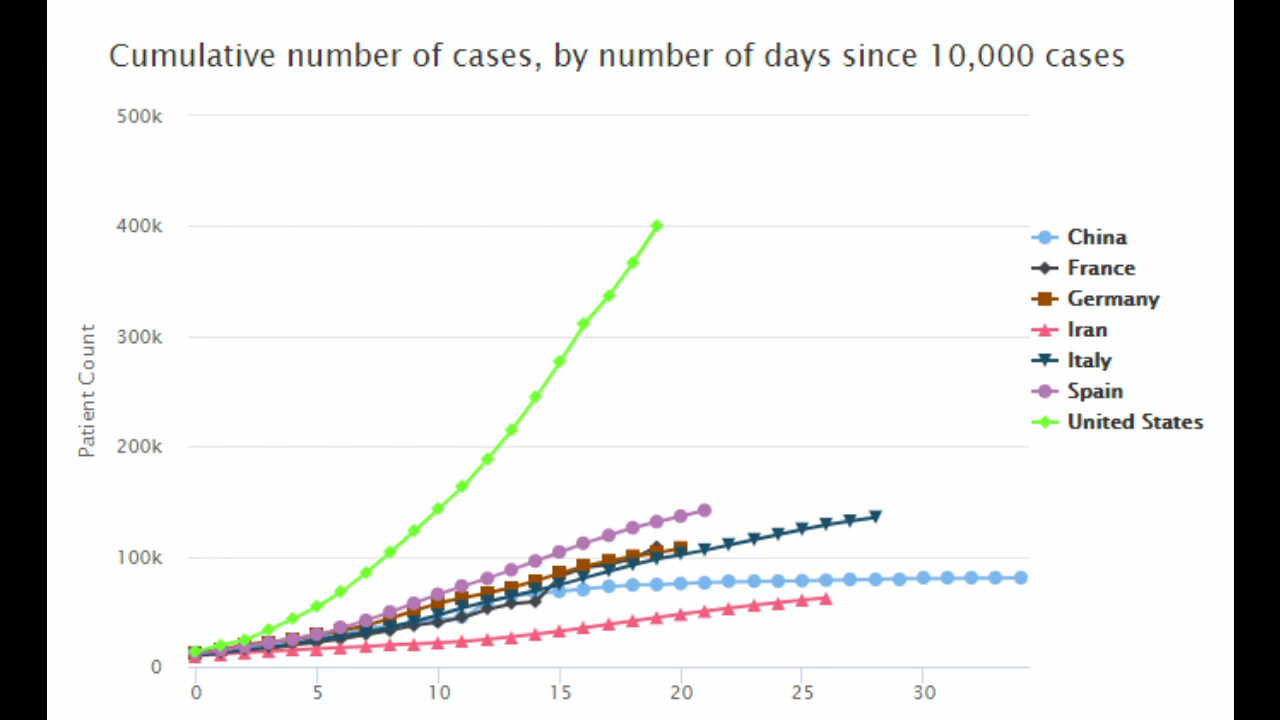 Cumulative number of cases, by number of days since 10,000 cases
500k
400k
300k
200k
100k
0
Patient Count
0 5 10 15 20 25 30
China
France
Germany
Iran
Italy
Spain
United States